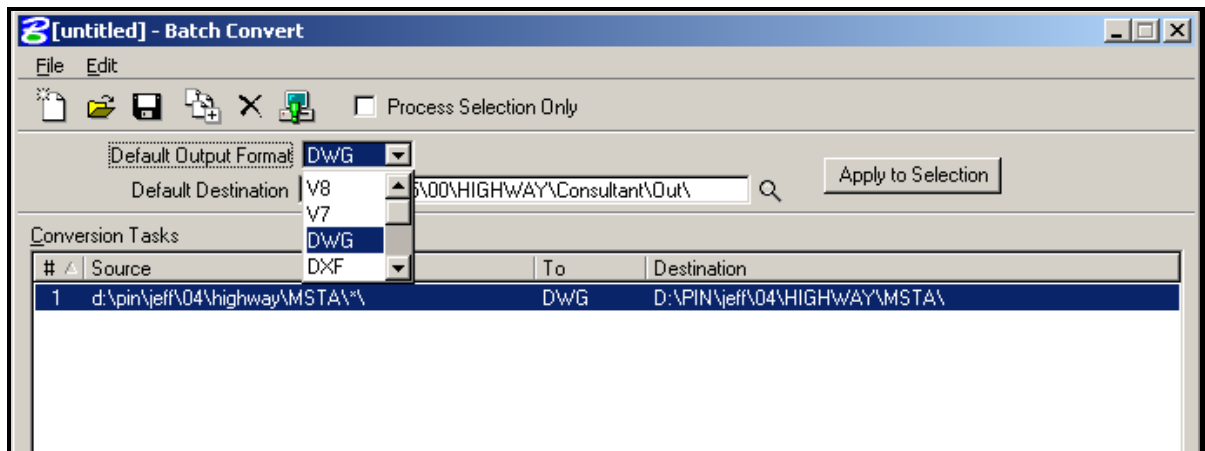 [untitled] - Batch Convert
File Edit
Process Selection Only
Default Output Format DWG
Default Destination \00\HIGHWAY\Consultant\Out\
Apply to Selection
V8
V7
DWG
DXF
Conversion Tasks
# Source To Destination
1 d:\pin\jeff\04\highway\MSTA\*\ DWG D:\PIN\jeff\04\HIGHWAY\MSTA\